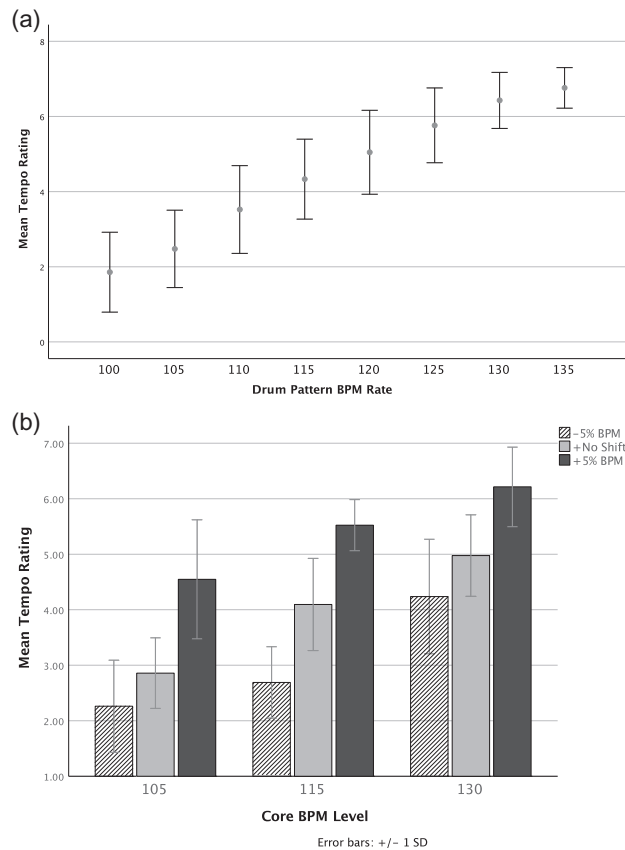 (a)
8
6
4
2
0
Mean Tempo Rating
100 105 110 115 120 125 130 135
Drum Pattern BPM Rate
(b)
-5% BPM
+No Shift
+5% BPM
7.00
6.00
5.00
4.00
3.00
2.00
1.00
Mean Tempo Rating
105 115 130
Core BPM Level
Error bars: +/- 1 SD